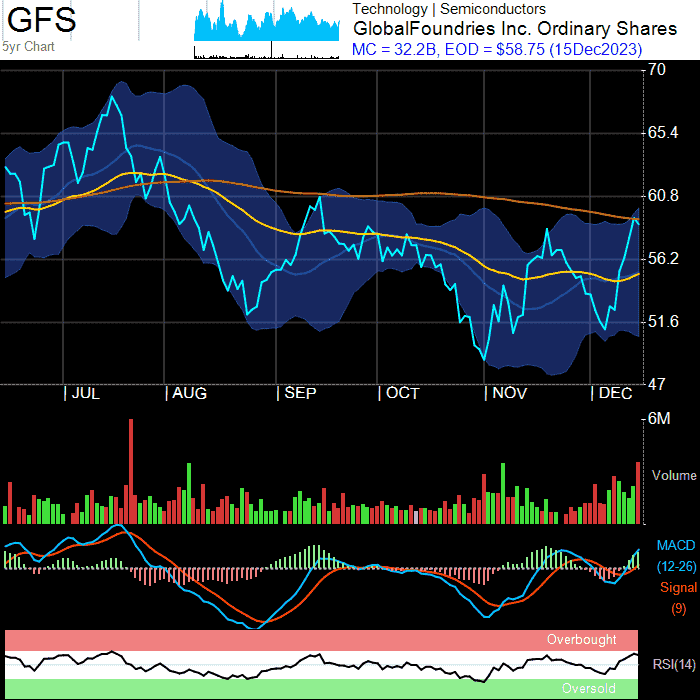 GFS
5yr Chart
Technology | Semiconductors
GlobalFoundries Inc. Ordinary Shares
MC = 32.2B, EOD = $58.75 (15Dec2023)
70
65.4
60.8
56.2
51.6
47
| JUL | AUG | SEP | OCT | NOV | DEC
6M
Volume
MACD
(12-26)
Signal
(9)
Overbought
RSI(14)
Oversold